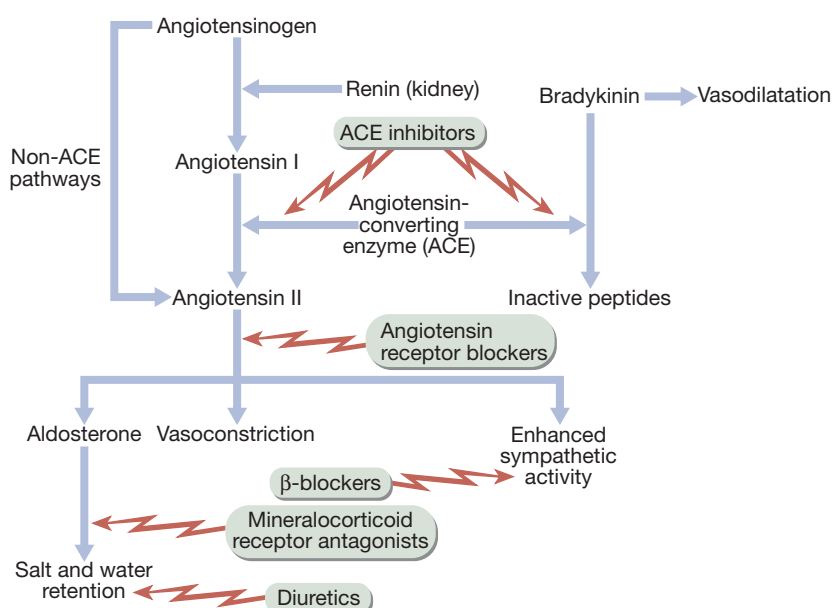 Angiotensinogen
Renin (kidney)
Bradykinin
Vasodilatation
ACE inhibitors
Non-ACE
pathways
Angiotensin I
Angiotensin-
converting
enzyme (ACE)
Angiotensin II
Inactive peptides
Angiotensin
receptor blockers
Aldosterone
Vasoconstriction
Enhanced
sympathetic
activity
β-blockers
Mineralocorticoid
receptor antagonists
Salt and water
retention
Diuretics